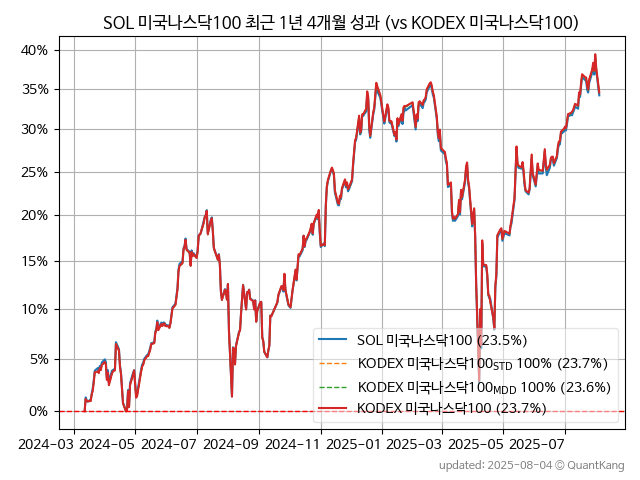 SOL 미국나스닥100 최근 1년 4개월 성과 (vs KODEX 미국나스닥100)
40%
35%
30%
25%
20%
15%
10%
5%
0%
SOL 미국나스닥100 (23.5%)
KODEX 미국나스닥100STD 100% (23.7%)
KODEX 미국나스닥100MDD 100% (23.6%)
KODEX 미국나스닥100 (23.7%)
2024-03 2024-05 2024-07 2024-09 2024-11 2025-01 2025-03 2025-05 2025-07
updated: 2025-08-04 © QuantKang